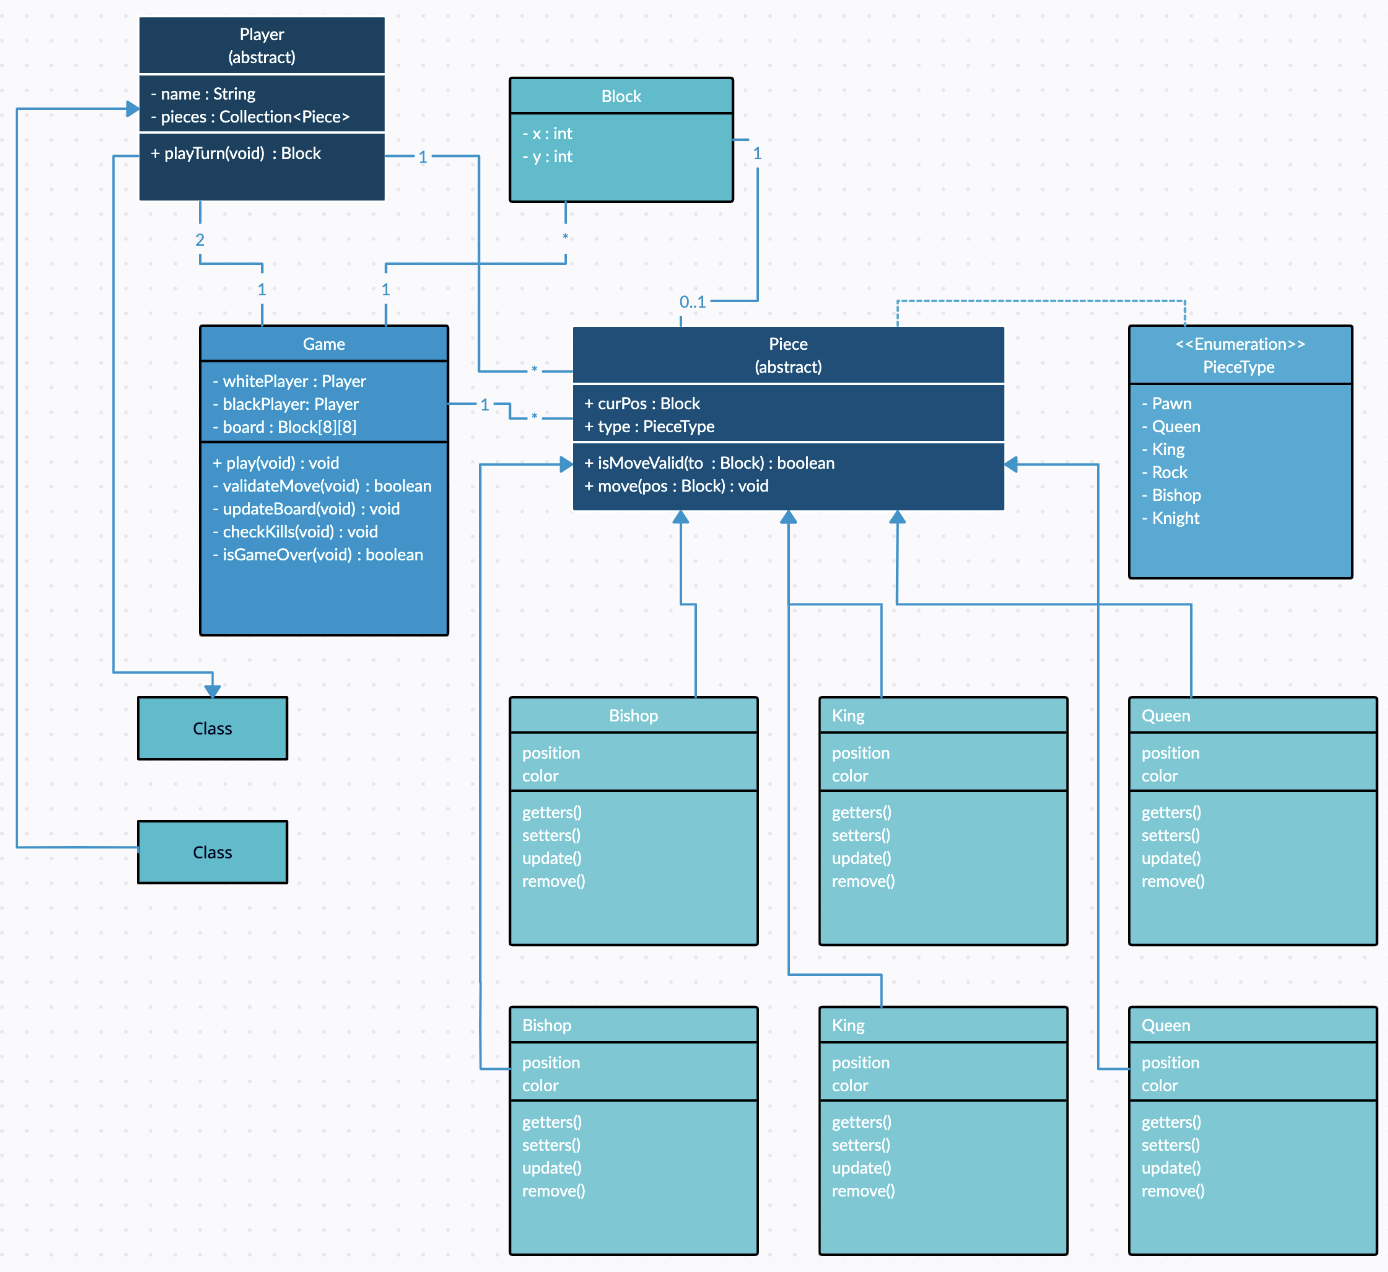 Player
(abstract)
- name : String
- pieces : Collection<Piece>
+ playTurn(void)  : Block
Block
- x : int
- y : int
1
1
2
*
1
1
0..1
Game
- whitePlayer : Player
- blackPlayer: Player
- board : Block[8][8]
+ play(void) : void
- validateMove(void) : boolean
- updateBoard(void) : void
- checkKills(void) : void
- isGameOver(void) : boolean
*
1
*
Piece
(abstract)
+ curPos : Block
+ type : PieceType
+ isMoveValid(to  : Block) : boolean
+ move(pos : Block) : void
<<Enumeration>>
PieceType
- Pawn
- Queen
- King
- Rock
- Bishop
- Knight
Class
Class
Bishop
position
color
getters()
setters()
update()
remove()
King
position
color
getters()
setters()
update()
remove()
Queen
position
color
getters()
setters()
update()
remove()
Bishop
position
color
getters()
setters()
update()
remove()
King
position
color
getters()
setters()
update()
remove()
Queen
position
color
getters()
setters()
update()
remove()